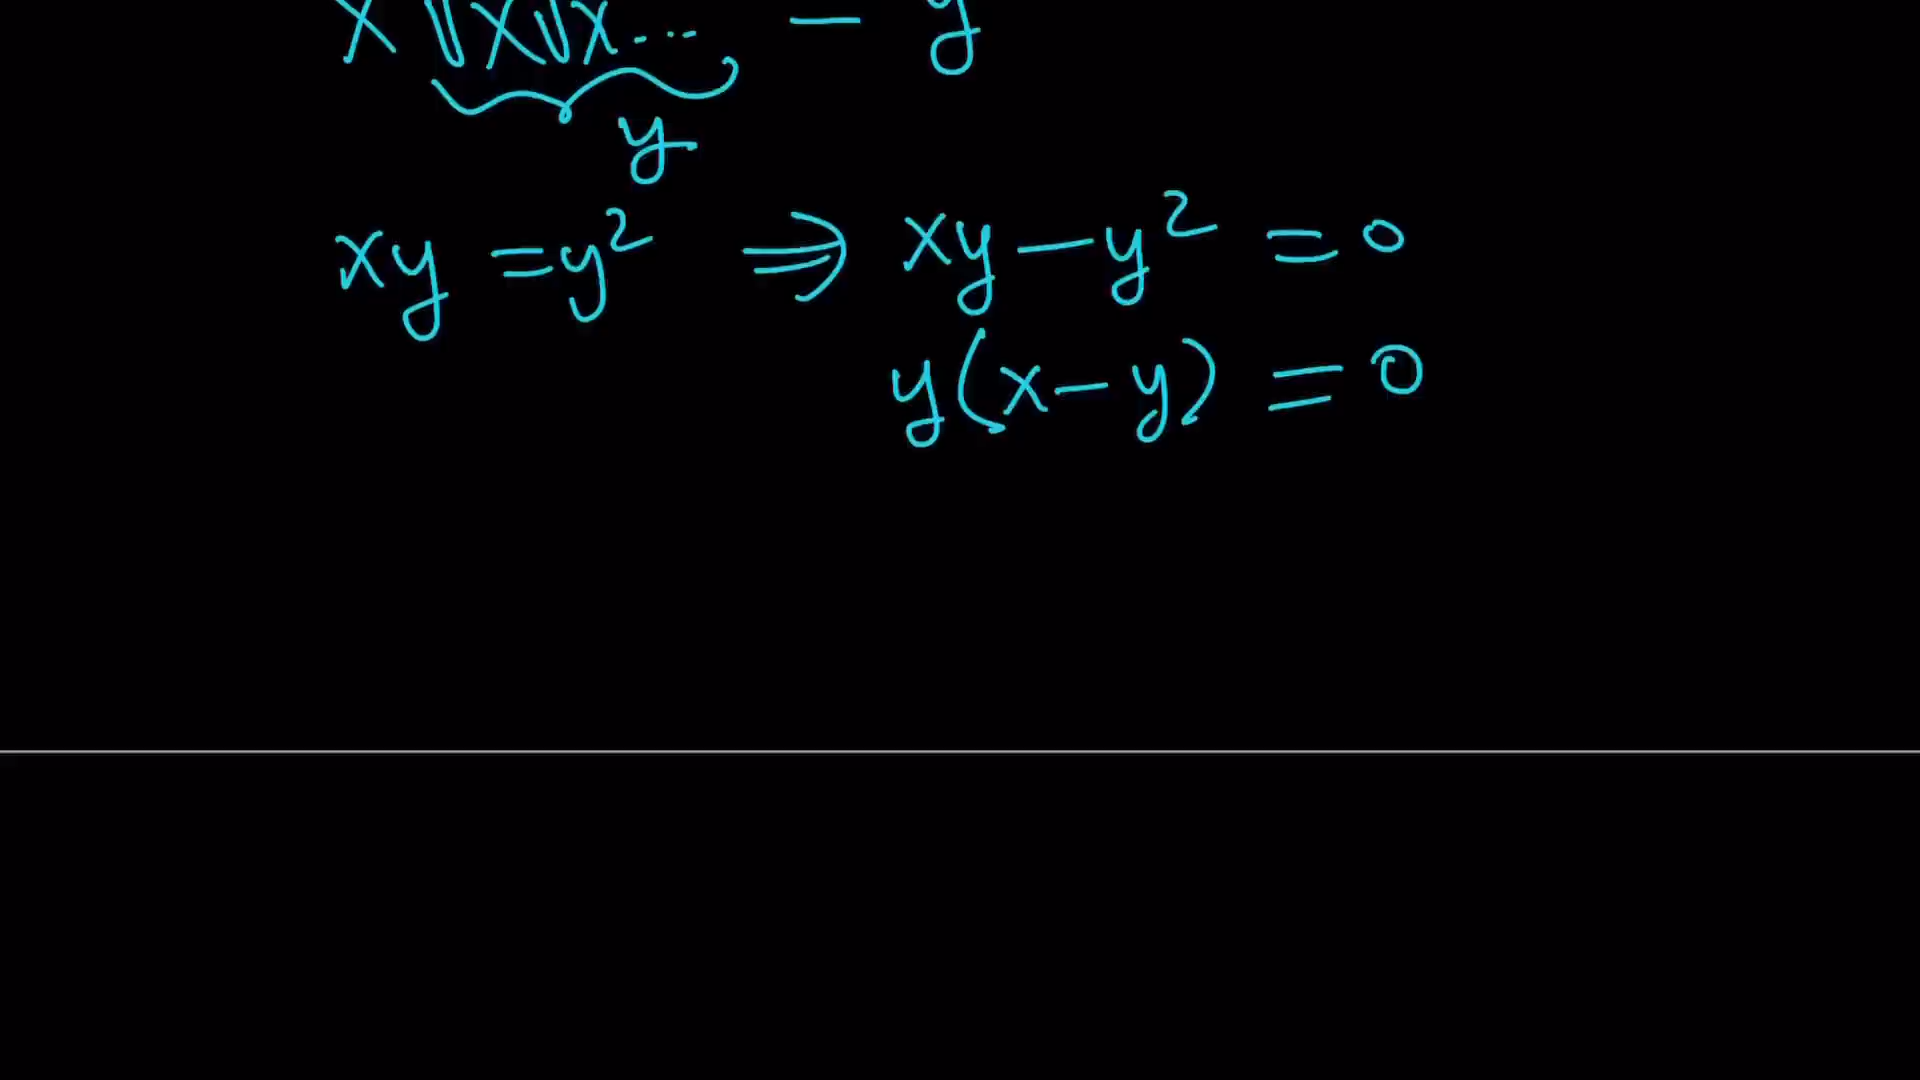 x√x√x... = y
y
xy = y² ⇒ xy − y² = 0
y(x − y) = 0